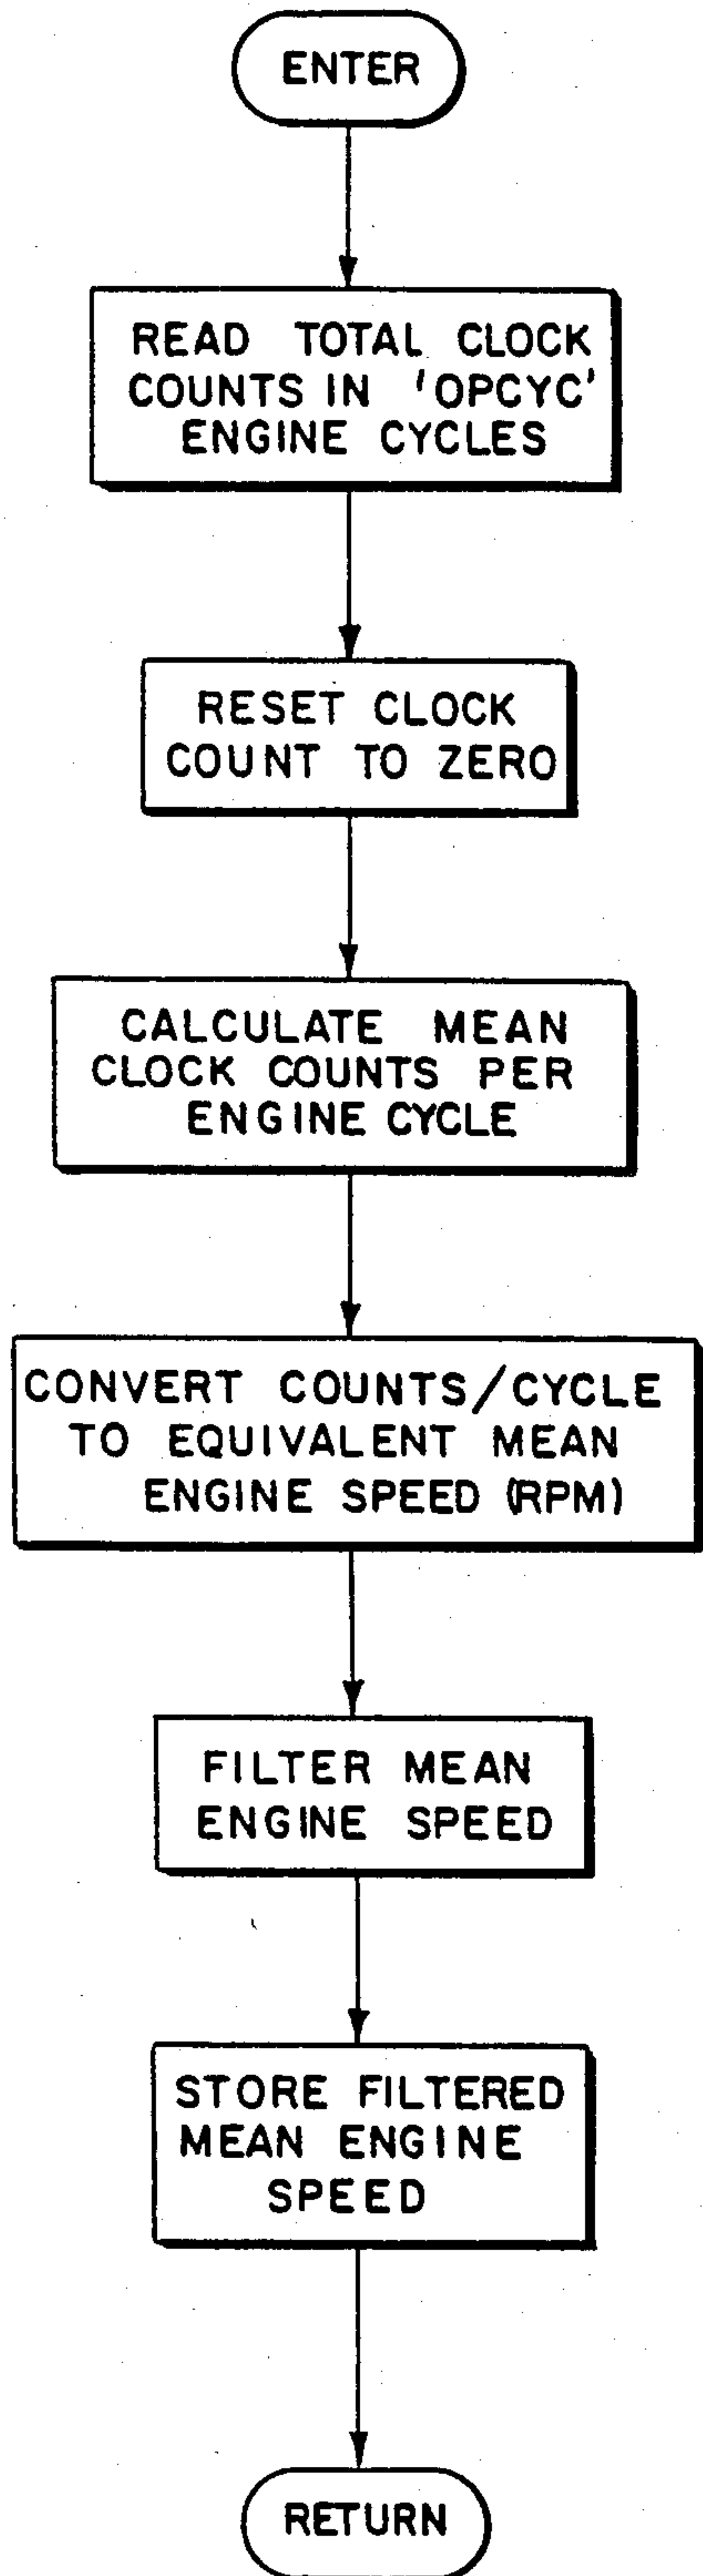 ENTER
READ TOTAL CLOCK
COUNTS IN 'OPCYC'
ENGINE CYCLES
RESET CLOCK
COUNT TO ZERO
CALCULATE MEAN
CLOCK COUNTS PER
ENGINE CYCLE
CONVERT COUNTS/CYCLE
TO EQUIVALENT MEAN
ENGINE SPEED (RPM)
FILTER MEAN
ENGINE SPEED
STORE FILTERED
MEAN ENGINE
SPEED
RETURN